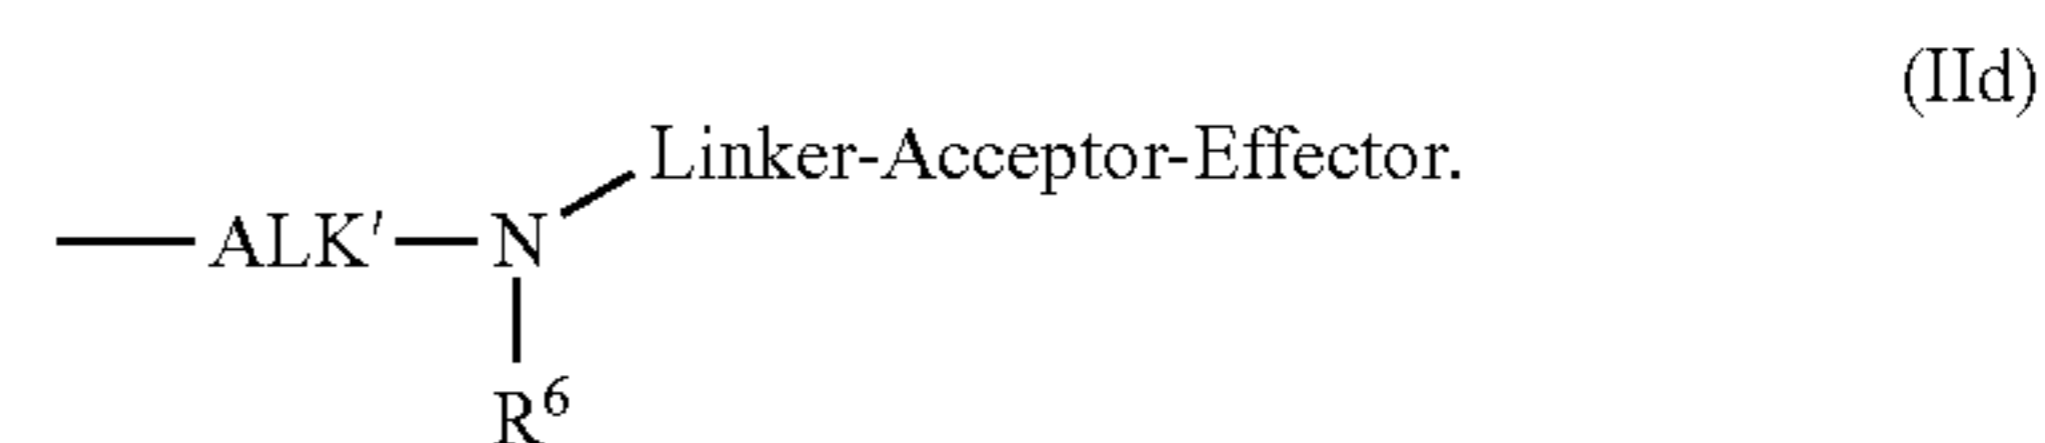 (IId)
Linker-Acceptor-Effector.
ALK′—N
R⁶